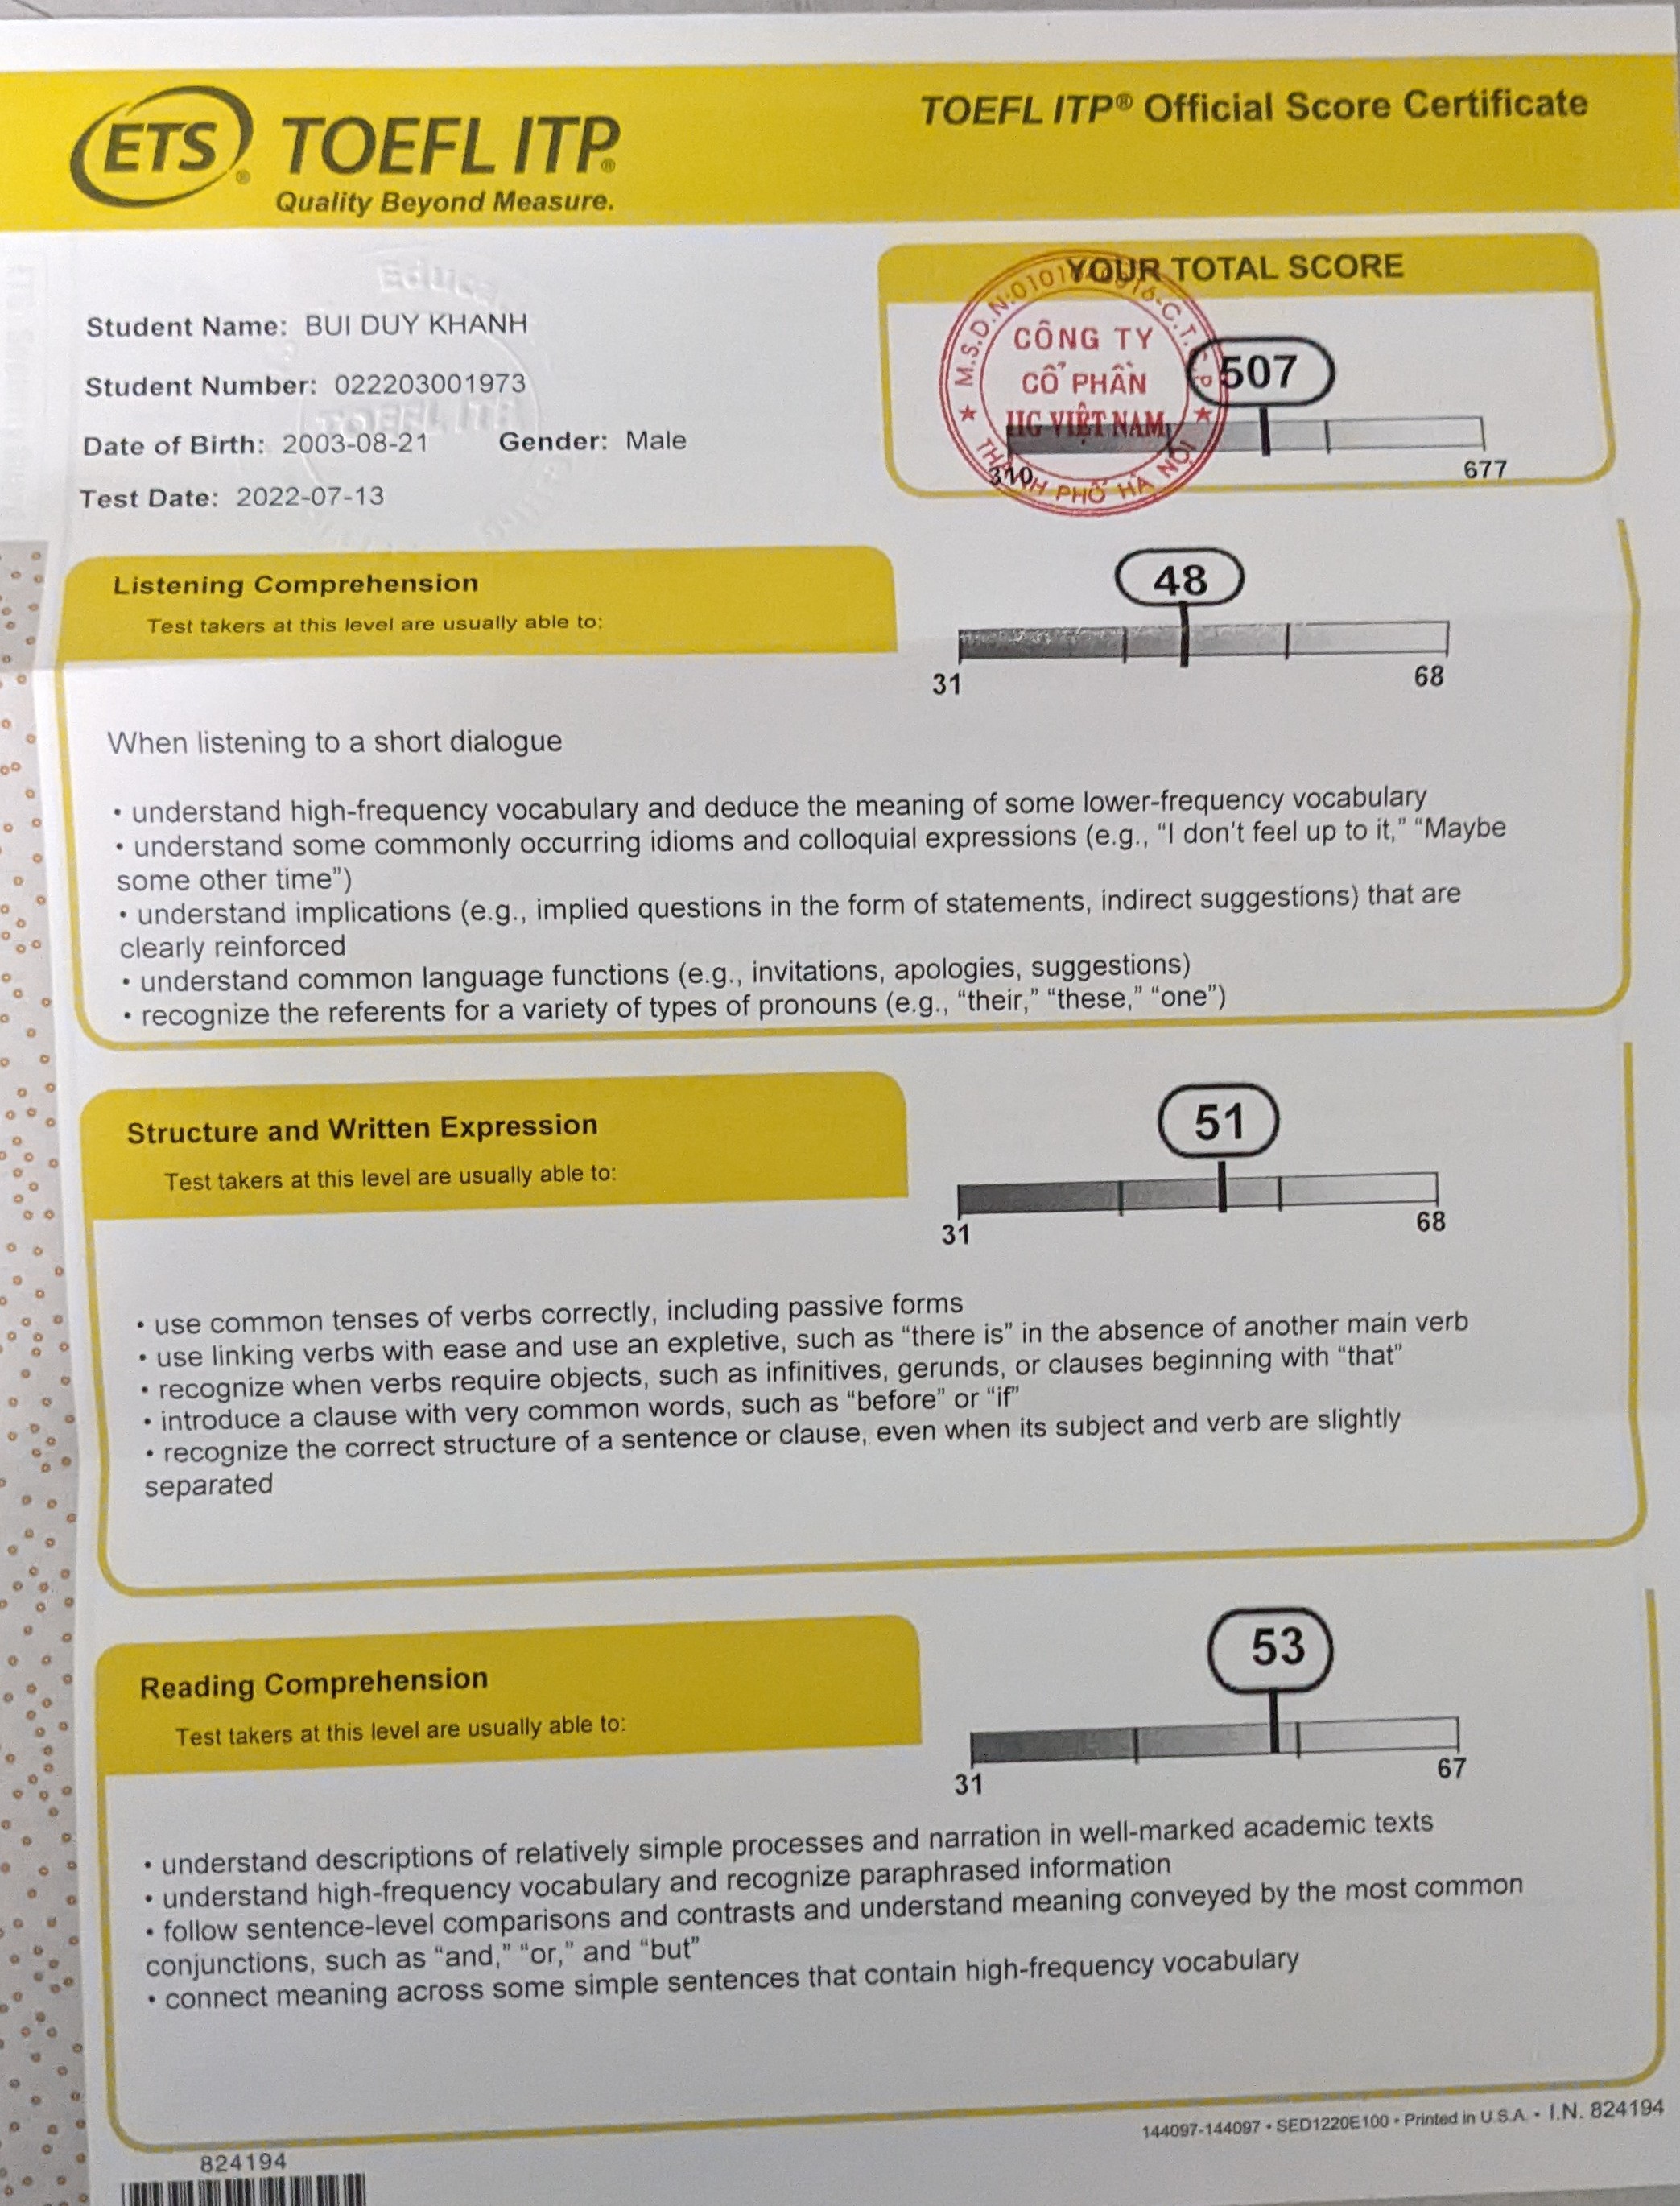 TOEFL ITP® Official Score Certificate
ETS® TOEFL ITP®
Quality Beyond Measure.
Student Name: BUI DUY KHANH
Student Number: 022203001973
Date of Birth: 2003-08-21 Gender: Male
Test Date: 2022-07-13
YOUR TOTAL SCORE
507
310 677
CÔNG TY
CỔ PHẦN
IIG VIỆT NAM
THÀNH PHỐ HÀ NỘI
Listening Comprehension
Test takers at this level are usually able to:
48
31 68
When listening to a short dialogue
• understand high-frequency vocabulary and deduce the meaning of some lower-frequency vocabulary
• understand some commonly occurring idioms and colloquial expressions (e.g., “I don't feel up to it,” “Maybe
some other time”)
• understand implications (e.g., implied questions in the form of statements, indirect suggestions) that are
clearly reinforced
• understand common language functions (e.g., invitations, apologies, suggestions)
• recognize the referents for a variety of types of pronouns (e.g., “their,” “these,” “one”)
Structure and Written Expression
Test takers at this level are usually able to:
51
31 68
• use common tenses of verbs correctly, including passive forms
• use linking verbs with ease and use an expletive, such as “there is” in the absence of another main verb
• recognize when verbs require objects, such as infinitives, gerunds, or clauses beginning with “that”
• introduce a clause with very common words, such as “before” or “if”
• recognize the correct structure of a sentence or clause, even when its subject and verb are slightly
separated
Reading Comprehension
Test takers at this level are usually able to:
53
31 67
• understand descriptions of relatively simple processes and narration in well-marked academic texts
• understand high-frequency vocabulary and recognize paraphrased information
• follow sentence-level comparisons and contrasts and understand meaning conveyed by the most common
conjunctions, such as “and,” “or,” and “but”
• connect meaning across some simple sentences that contain high-frequency vocabulary
144097-144097 • SED1220E100 • Printed in U.S.A. • I.N. 824194
824194